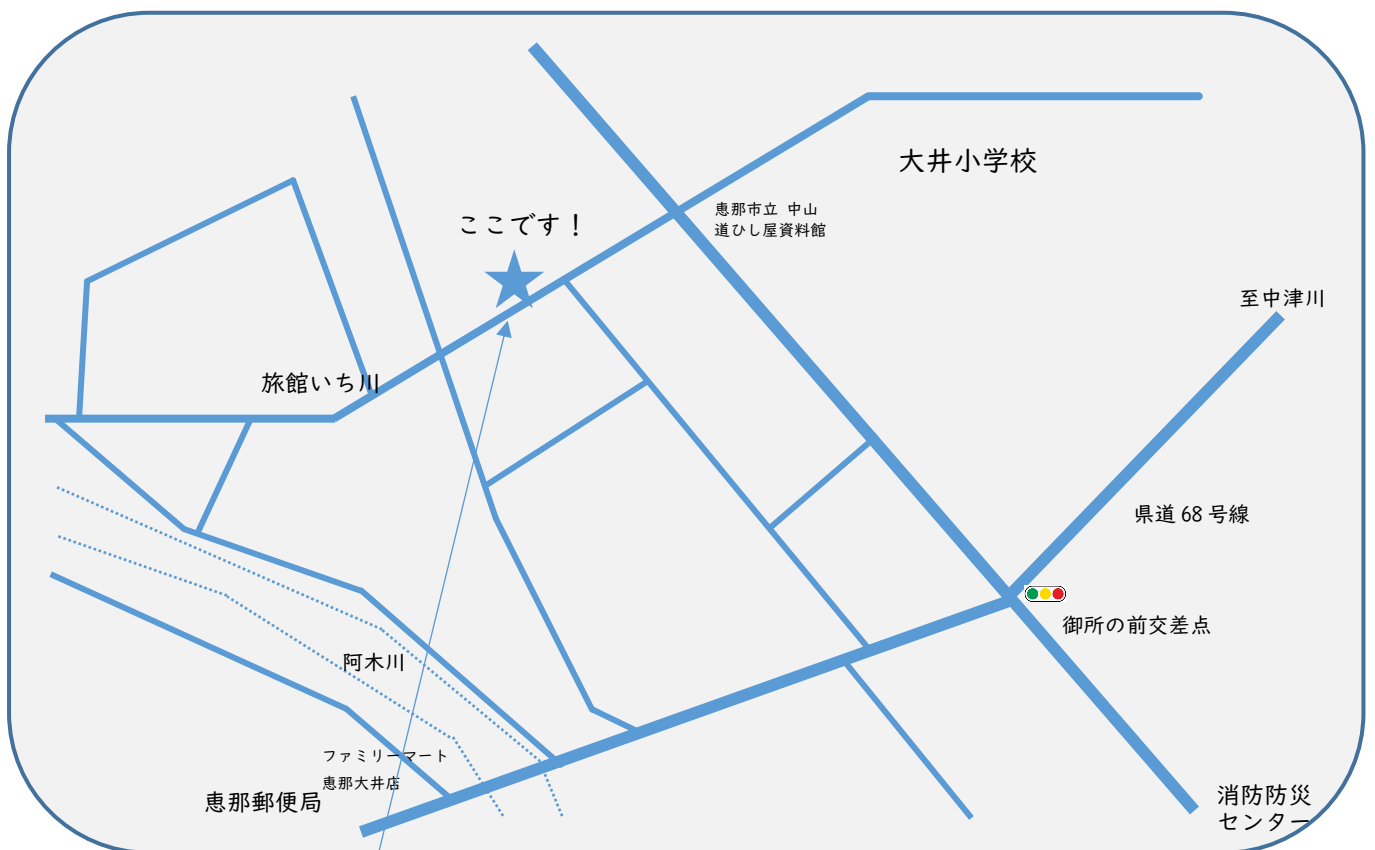 大井小学校
恵那市立 中山
道ひし屋資料館
ここです！
至中津川
旅館いち川
県道 68 号線
御所の前交差点
阿木川
ファミリーマート
恵那大井店
恵那郵便局
消防防災
センター